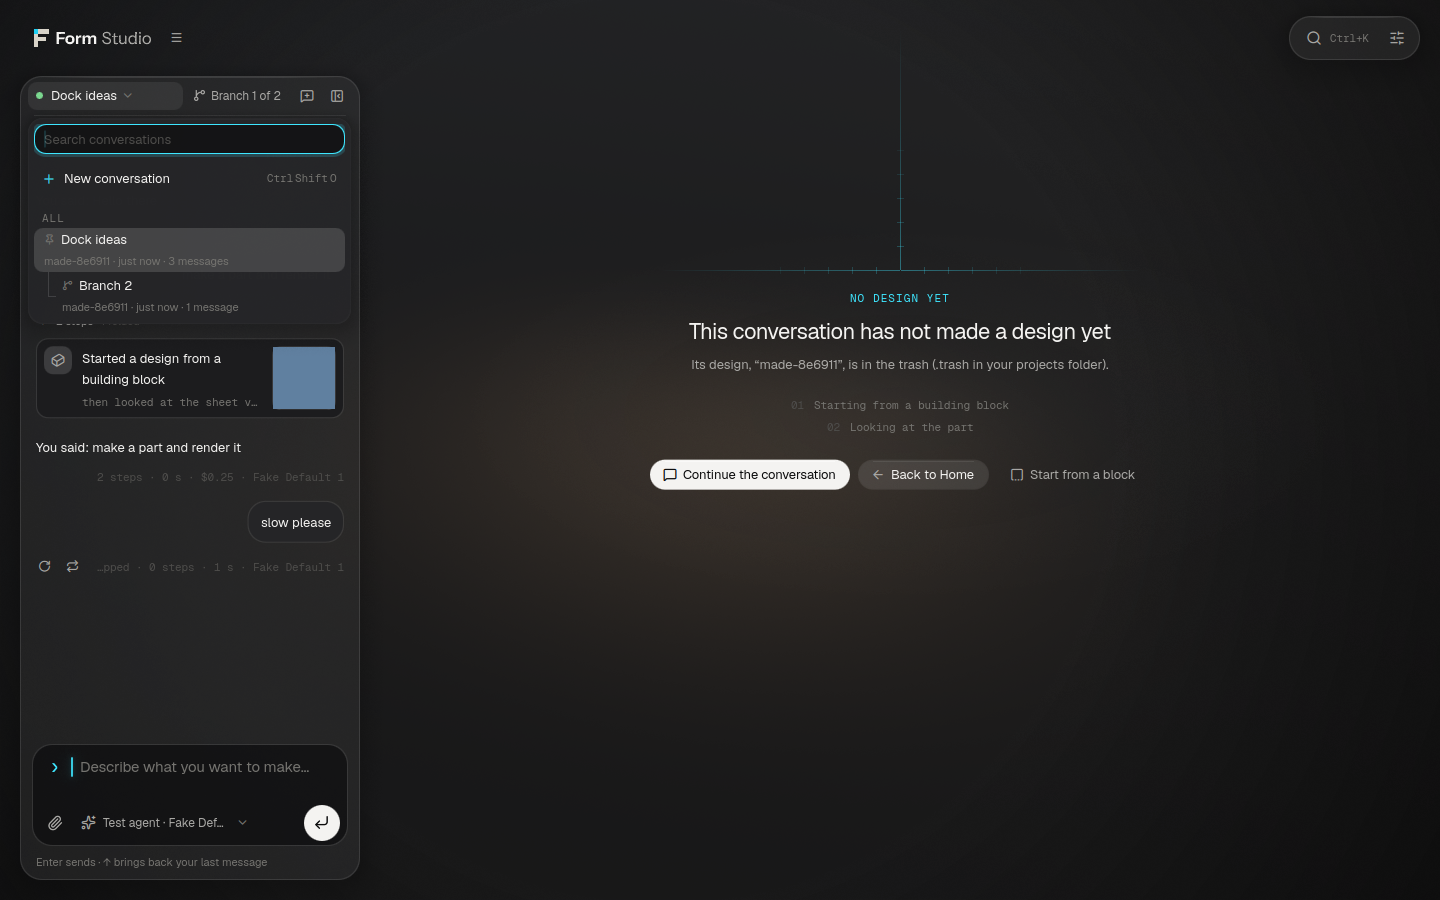 Form Studio
Ctrl+K
Dock ideas
Branch 1 of 2
Search conversations
New conversation
Ctrl Shift O
ALL
Dock ideas
made-8e6911 · just now · 3 messages
Branch 2
made-8e6911 · just now · 1 message
Started a design from a
building block
then looked at the sheet v…
You said: make a part and render it
2 steps · 0 s · $0.25 · Fake Default 1
slow please
…pped · 0 steps · 1 s · Fake Default 1
Describe what you want to make…
Test agent · Fake Def…
Enter sends · ↑ brings back your last message
NO DESIGN YET
This conversation has not made a design yet
Its design, “made-8e6911”, is in the trash (.trash in your projects folder).
01 Starting from a building block
02 Looking at the part
Continue the conversation
Back to Home
Start from a block